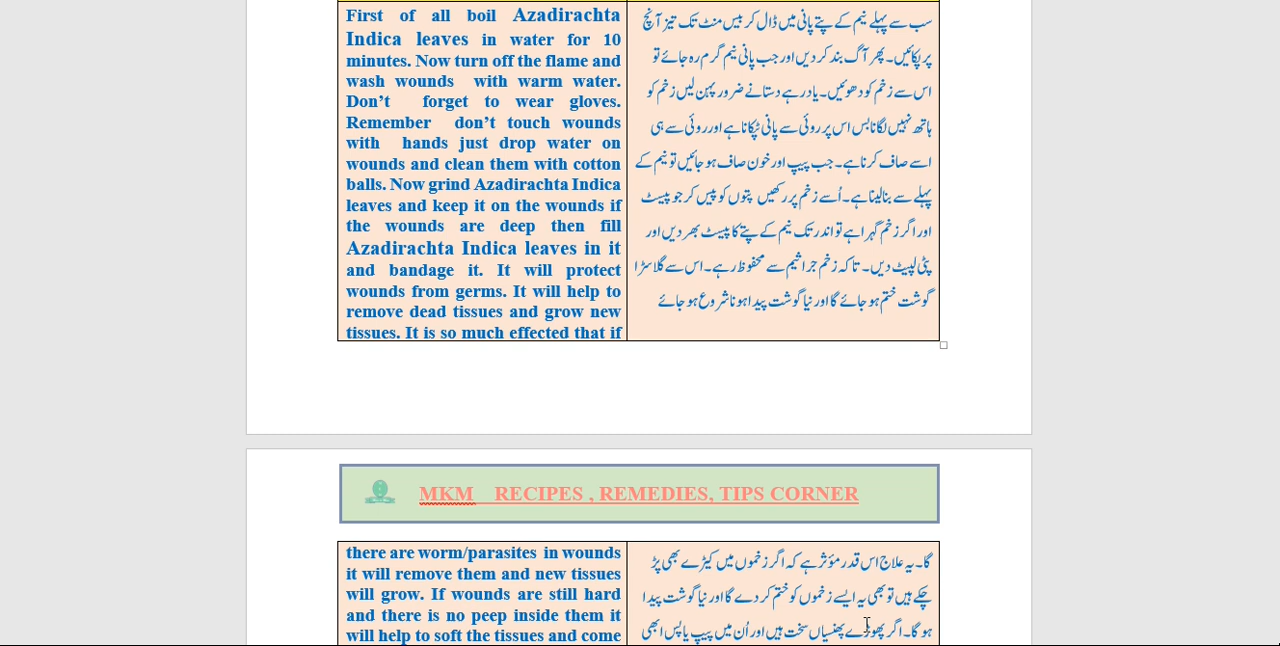 First of all boil Azadirachta
Indica leaves in water for 10
minutes. Now turn off the flame and
wash wounds with warm water.
Don't forget to wear gloves.
Remember don't touch wounds
with hands just drop water on
wounds and clean them with cotton
balls. Now grind Azadirachta Indica
leaves and keep it on the wounds if
the wounds are deep then fill
Azadirachta Indica leaves in it
and bandage it. It will protect
wounds from germs. It will help to
remove dead tissues and grow new
tissues. It is so much effected that if
سب سے پہلے نیم کے پتے پانی میں ڈال کر بیس منٹ تک تیز آنچ
پر پکائیں۔ پھر آگ بند کر دیں اور جب پانی نیم گرم رہ جائے تو
اس سے زخم کو دھوئیں۔ یاد رہے دستانے ضرور پہن لیں زخم کو
ہاتھ نہیں لگانا بس اس پر روئی سے پانی ٹپکانا ہے اور روئی سے ہی
اسے صاف کرنا ہے۔ جب پیپ اور خون صاف ہو جائیں تو نیم کے
پہلے سے بنا لینا ہے۔ اُسے زخم پر رکھیں پتوں کو پیس کر جو پیسٹ
اور اگر زخم گہرا ہے تو اندر تک نیم کے پتے کا پیسٹ بھر دیں اور
پٹی لپیٹ دیں۔ تاکہ زخم جراثیم سے محفوظ رہے۔ اس سے گلا سڑا
گوشت ختم ہو جائے گا اور نیا گوشت پیدا ہونا شروع ہو جائے
MKM RECIPES , REMEDIES, TIPS CORNER
there are worm/parasites in wounds
it will remove them and new tissues
will grow. If wounds are still hard
and there is no peep inside them it
will help to soft the tissues and come
گا۔ یہ علاج اس قدر مؤثر ہے کہ اگر زخموں میں کیڑے بھی پڑ
چکے ہیں تو بھی یہ ایسے زخموں کو ختم کر دے گا اور نیا گوشت پیدا
ہو گا۔ اگر پھوڑے پھنسیاں سخت ہیں اور اُن میں پیپ یا پس ابھی